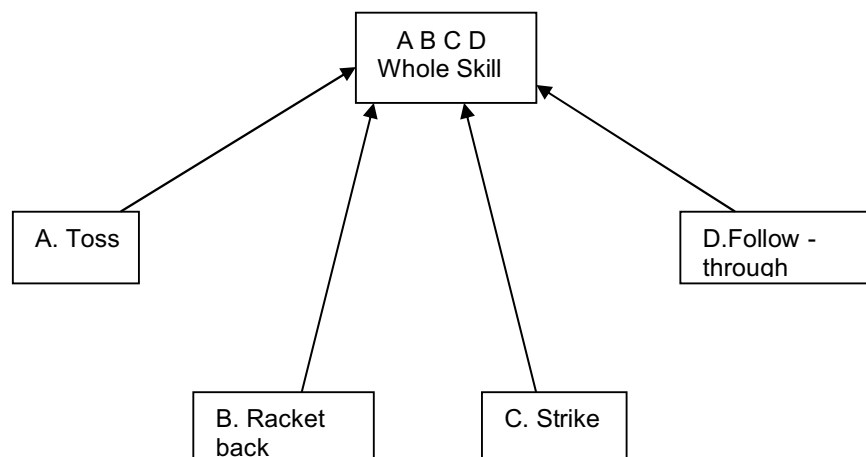 A B C D
Whole Skill
A. Toss
D.Follow -
through
B. Racket
back
C. Strike